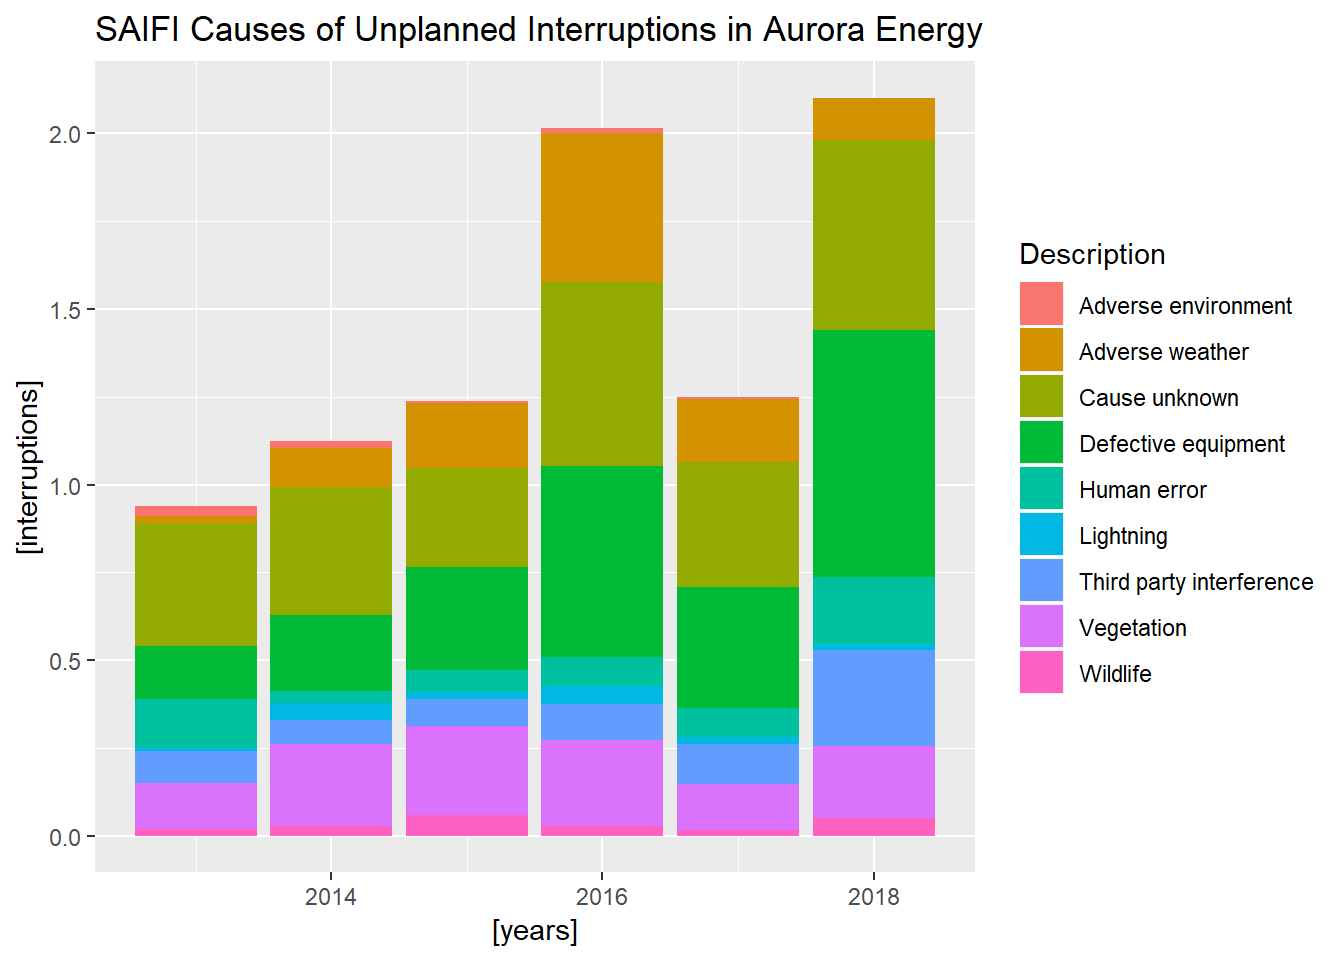 SAIFI Causes of Unplanned Interruptions in Aurora Energy
2.0
1.5
1.0
0.5
0.0
[interruptions]
2014
2016
2018
[years]
Description
Adverse environment
Adverse weather
Cause unknown
Defective equipment
Human error
Lightning
Third party interference
Vegetation
Wildlife